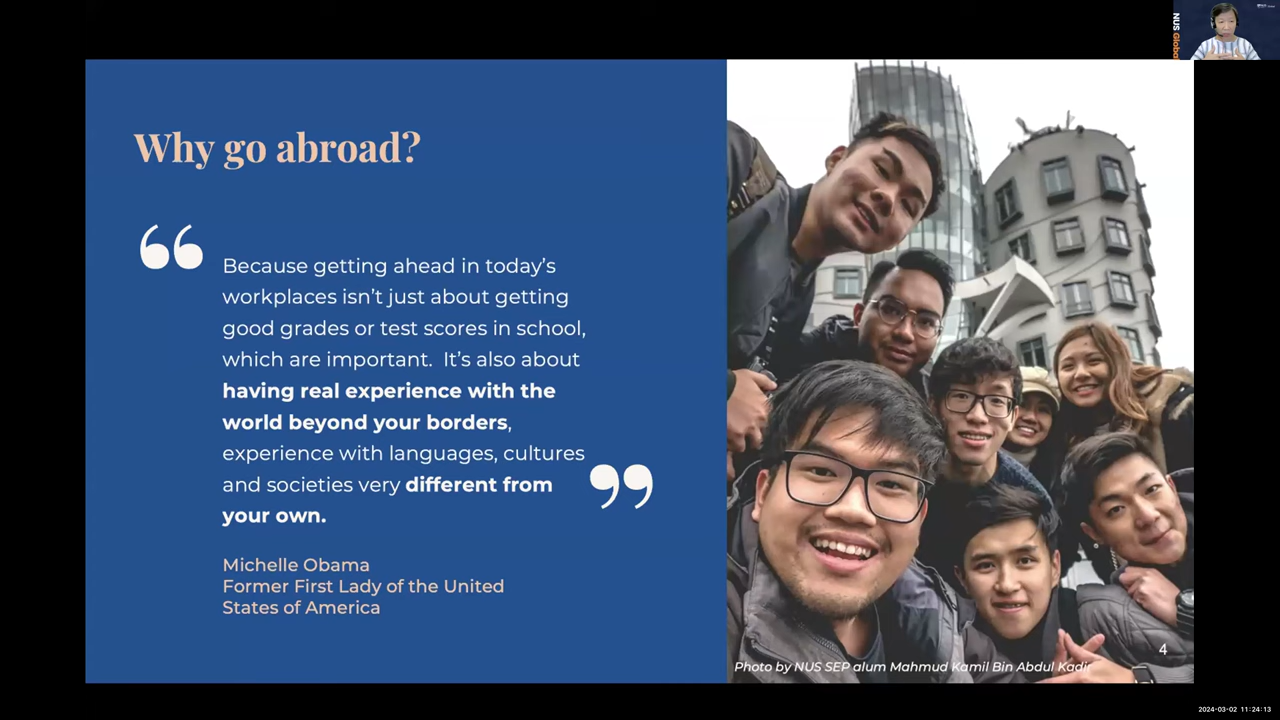 NUS Global
Why go abroad?
“
Because getting ahead in today’s
workplaces isn’t just about getting
good grades or test scores in school,
which are important.  It’s also about
having real experience with the
world beyond your borders,
experience with languages, cultures
and societies very different from
your own.
”
Michelle Obama
Former First Lady of the United
States of America
4
Photo by NUS SEP alum Mahmud Kamil Bin Abdul Kadir
2024-03-02 11:24:13